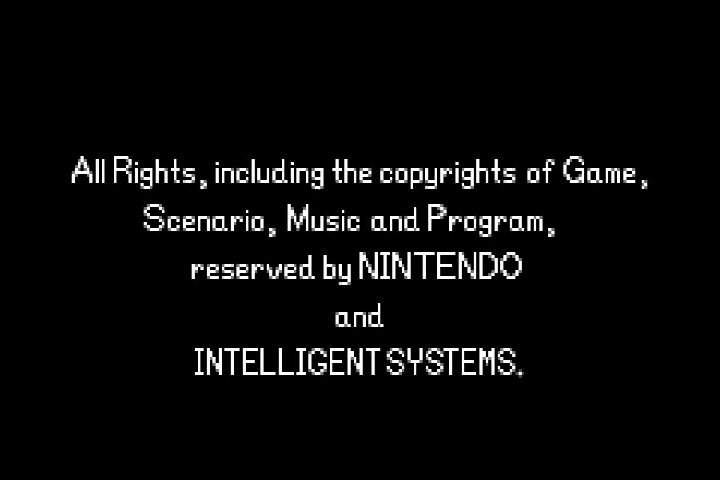 All Rights, including the copyrights of Game,
Scenario, Music and Program,
reserved by NINTENDO
and
INTELLIGENT SYSTEMS.